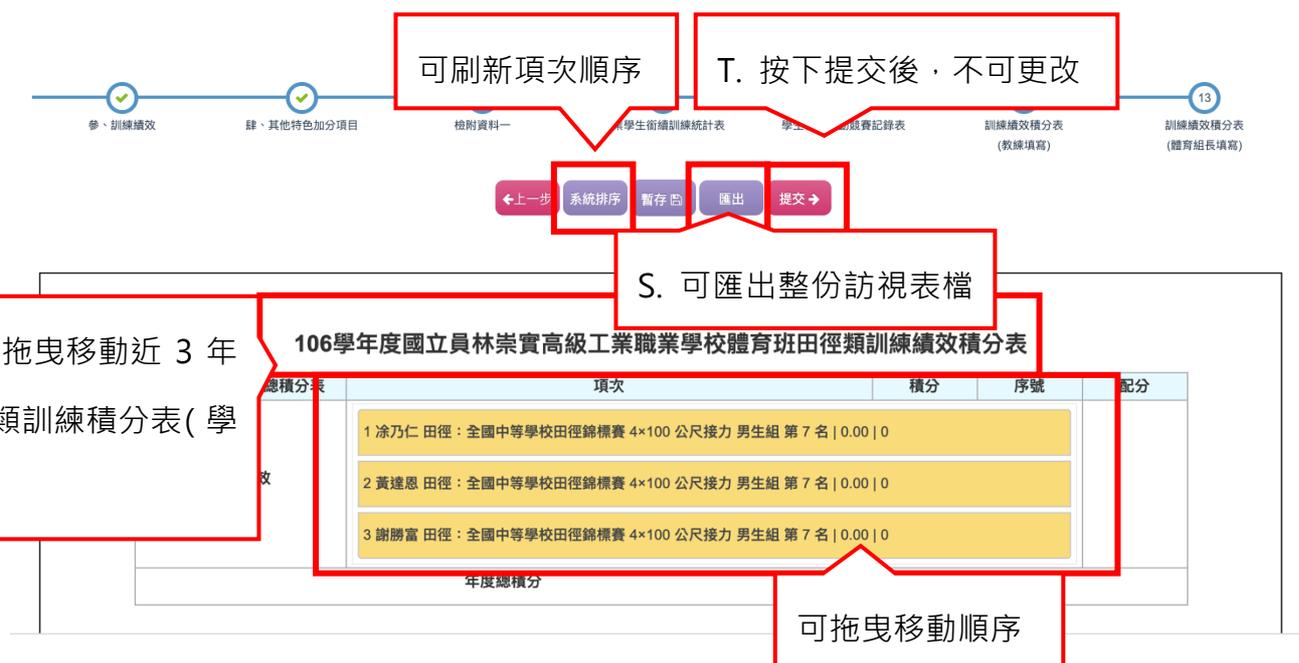 可刷新項次順序
T. 按下提交後，不可更改
參、訓練績效
肆、其他特色加分項目
檢附資料一
學生銜續訓練統計表
學生
競賽記錄表
訓練績效積分表
(教練填寫)
13
訓練績效積分表
(體育組長填寫)
←上一步
系統排序
暫存
匯出
提交→
S. 可匯出整份訪視表檔
拖曳移動近 3 年
類訓練積分表( 學
106學年度國立員林崇實高級工業職業學校體育班田徑類訓練績效積分表
總積分表
項次
積分
序號
配分
1 凃乃仁 田徑：全國中等學校田徑錦標賽 4×100 公尺接力 男生組 第 7 名 | 0.00 | 0
2 黃達恩 田徑：全國中等學校田徑錦標賽 4×100 公尺接力 男生組 第 7 名 | 0.00 | 0
3 謝勝富 田徑：全國中等學校田徑錦標賽 4×100 公尺接力 男生組 第 7 名 | 0.00 | 0
年度總積分
可拖曳移動順序